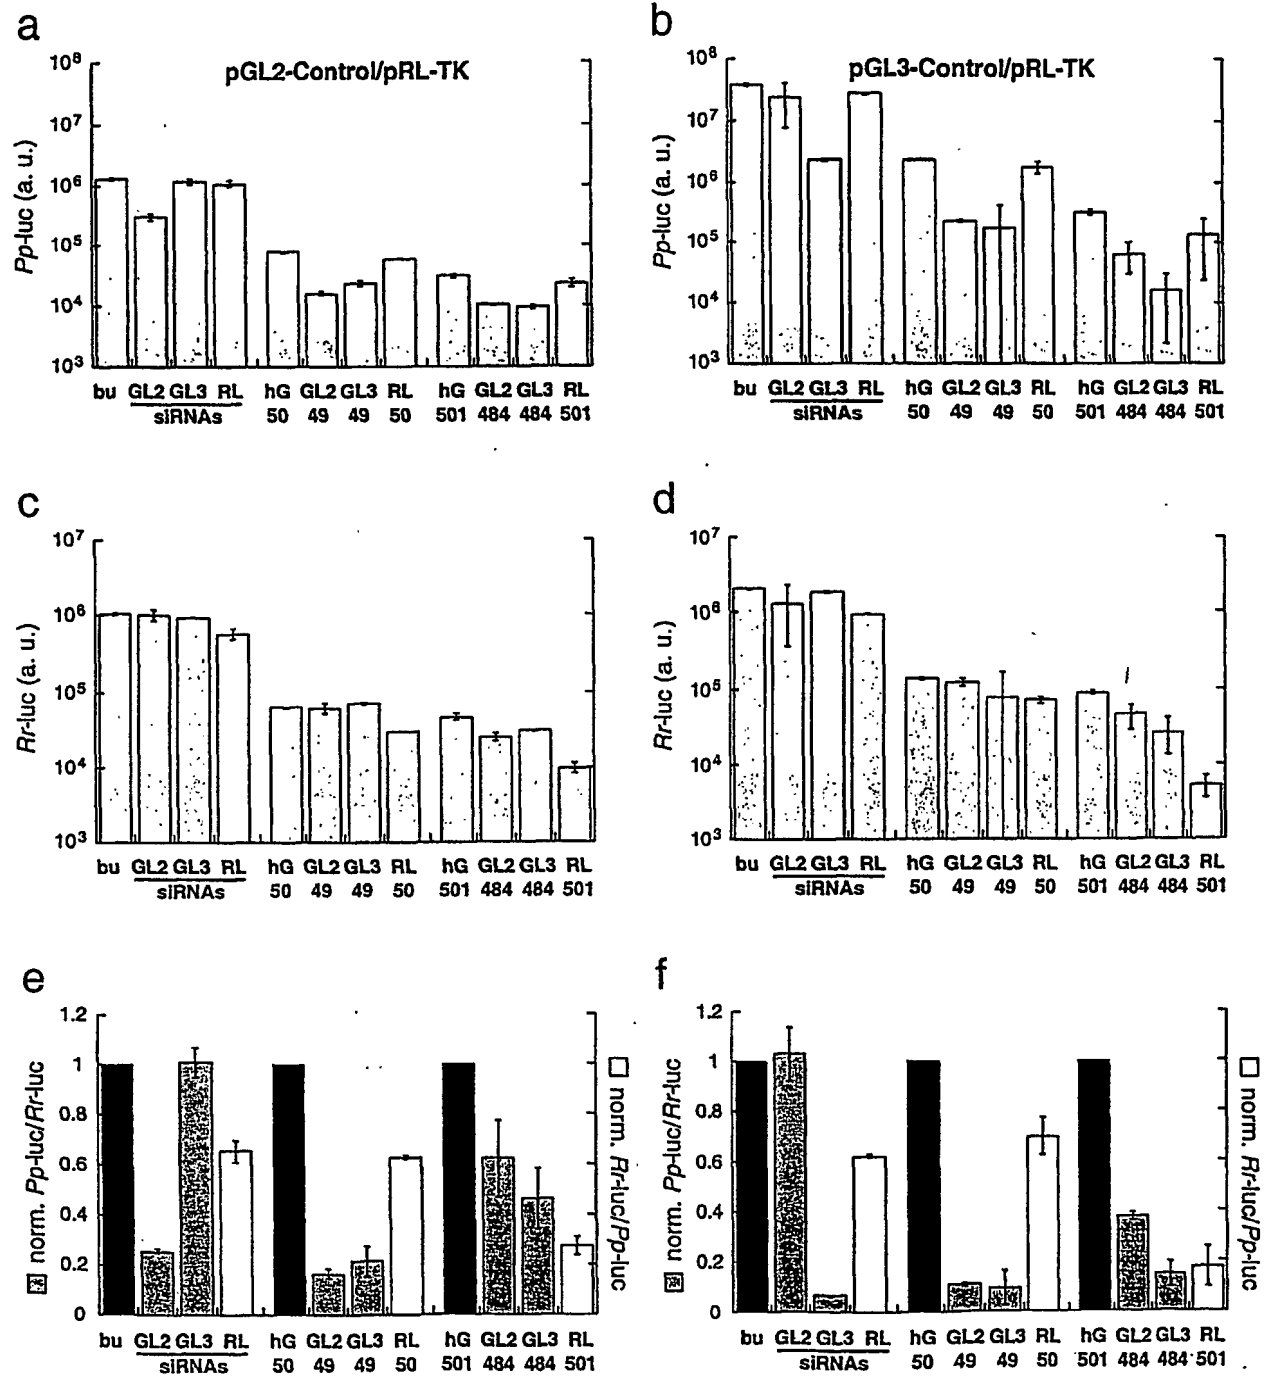 a
pGL2-Control/pRL-TK
Pp-luc (a. u.)
10⁸
10⁷
10⁶
10⁵
10⁴
10³
bu GL2 GL3 RL hG GL2 GL3 RL hG GL2 GL3 RL
siRNAs 50 49 49 50 501 484 484 501
b
pGL3-Control/pRL-TK
Pp-luc (a. u.)
10⁸
10⁷
10⁶
10⁵
10⁴
10³
bu GL2 GL3 RL hG GL2 GL3 RL hG GL2 GL3 RL
siRNAs 50 49 49 50 501 484 484 501
c
Rr-luc (a. u.)
10⁷
10⁶
10⁵
10⁴
10³
bu GL2 GL3 RL hG GL2 GL3 RL hG GL2 GL3 RL
siRNAs 50 49 49 50 501 484 484 501
d
Rr-luc (a. u.)
10⁷
10⁶
10⁵
10⁴
10³
bu GL2 GL3 RL hG GL2 GL3 RL hG GL2 GL3 RL
siRNAs 50 49 49 50 501 484 484 501
e
norm. Pp-luc/Rr-luc
1.2
1
0.8
0.6
0.4
0.2
0
norm. Rr-luc/Pp-luc
bu GL2 GL3 RL hG GL2 GL3 RL hG GL2 GL3 RL
siRNAs 50 49 49 50 501 484 484 501
f
norm. Pp-luc/Rr-luc
1.2
1
0.8
0.6
0.4
0.2
0
norm. Rr-luc/Pp-luc
bu GL2 GL3 RL hG GL2 GL3 RL hG GL2 GL3 RL
siRNAs 50 49 49 50 501 484 484 501